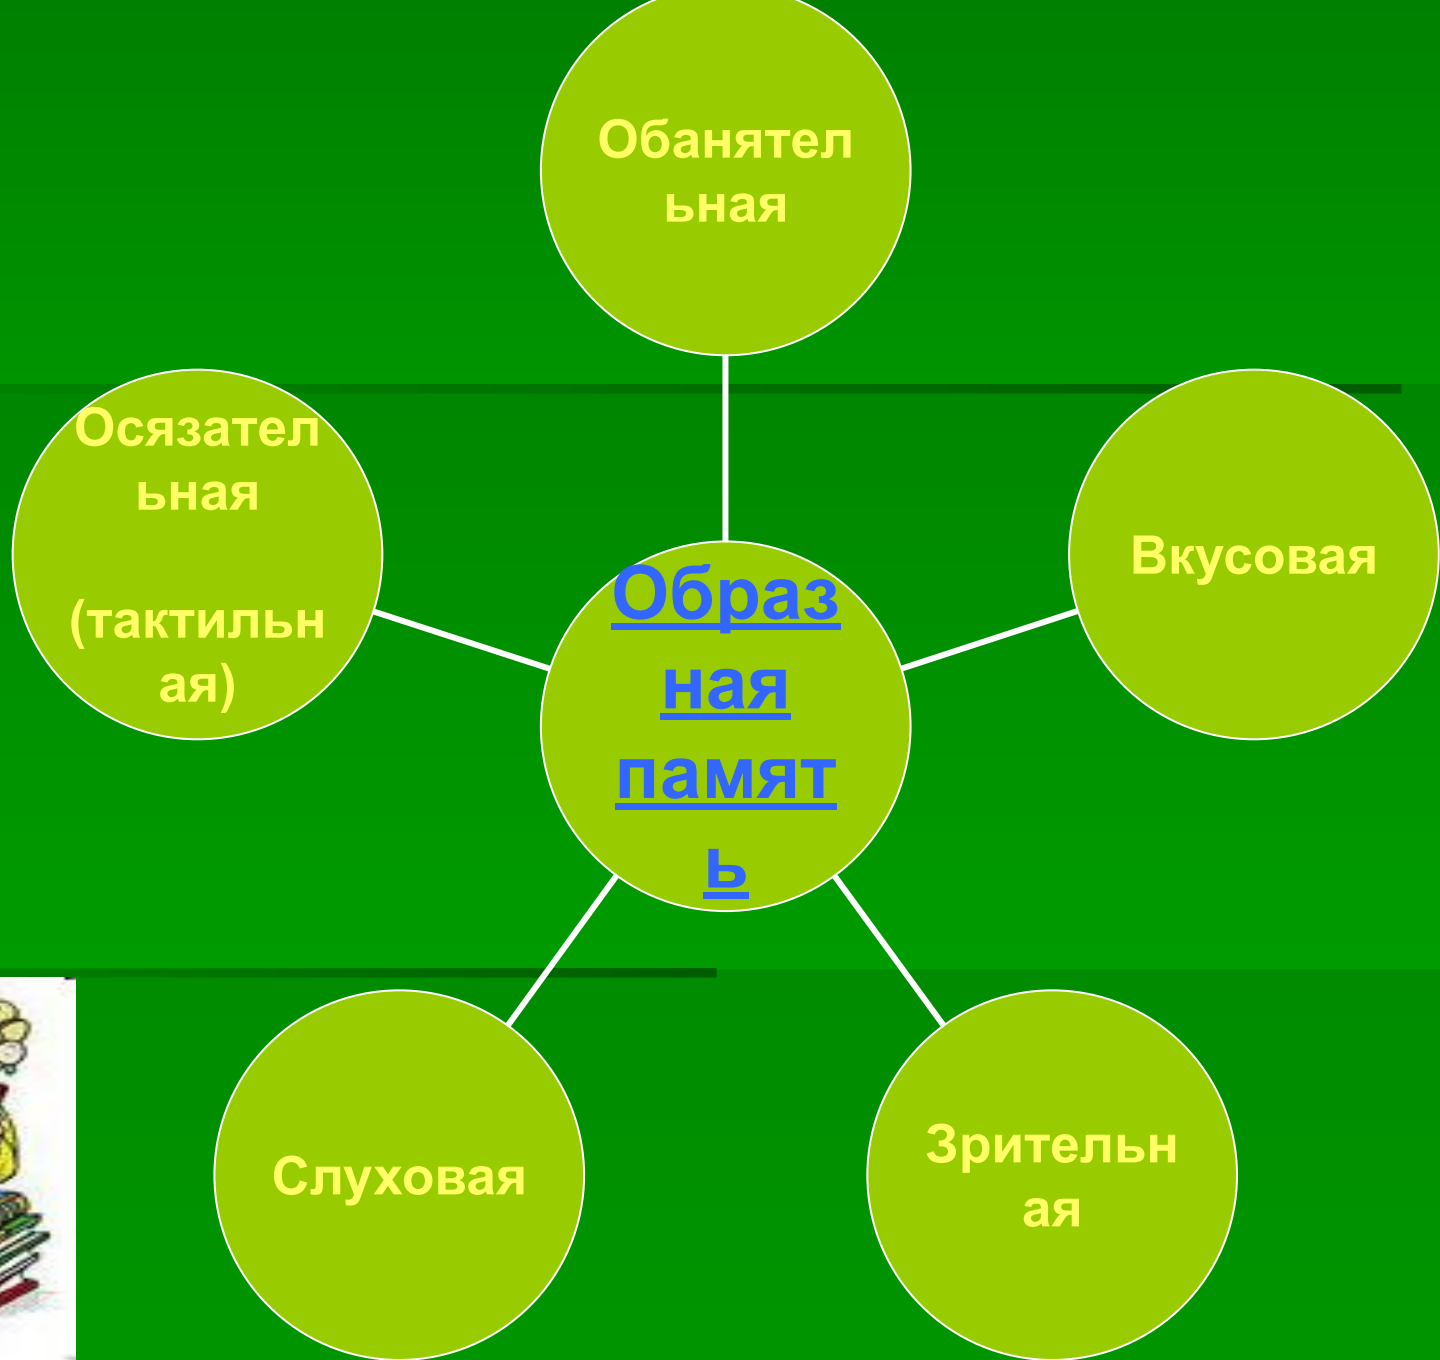 Обанятел
ьная
Осязател
ьная
(тактильн
ая)
Вкусовая
Образ
ная
памят
ь
Слуховая
Зрительн
ая